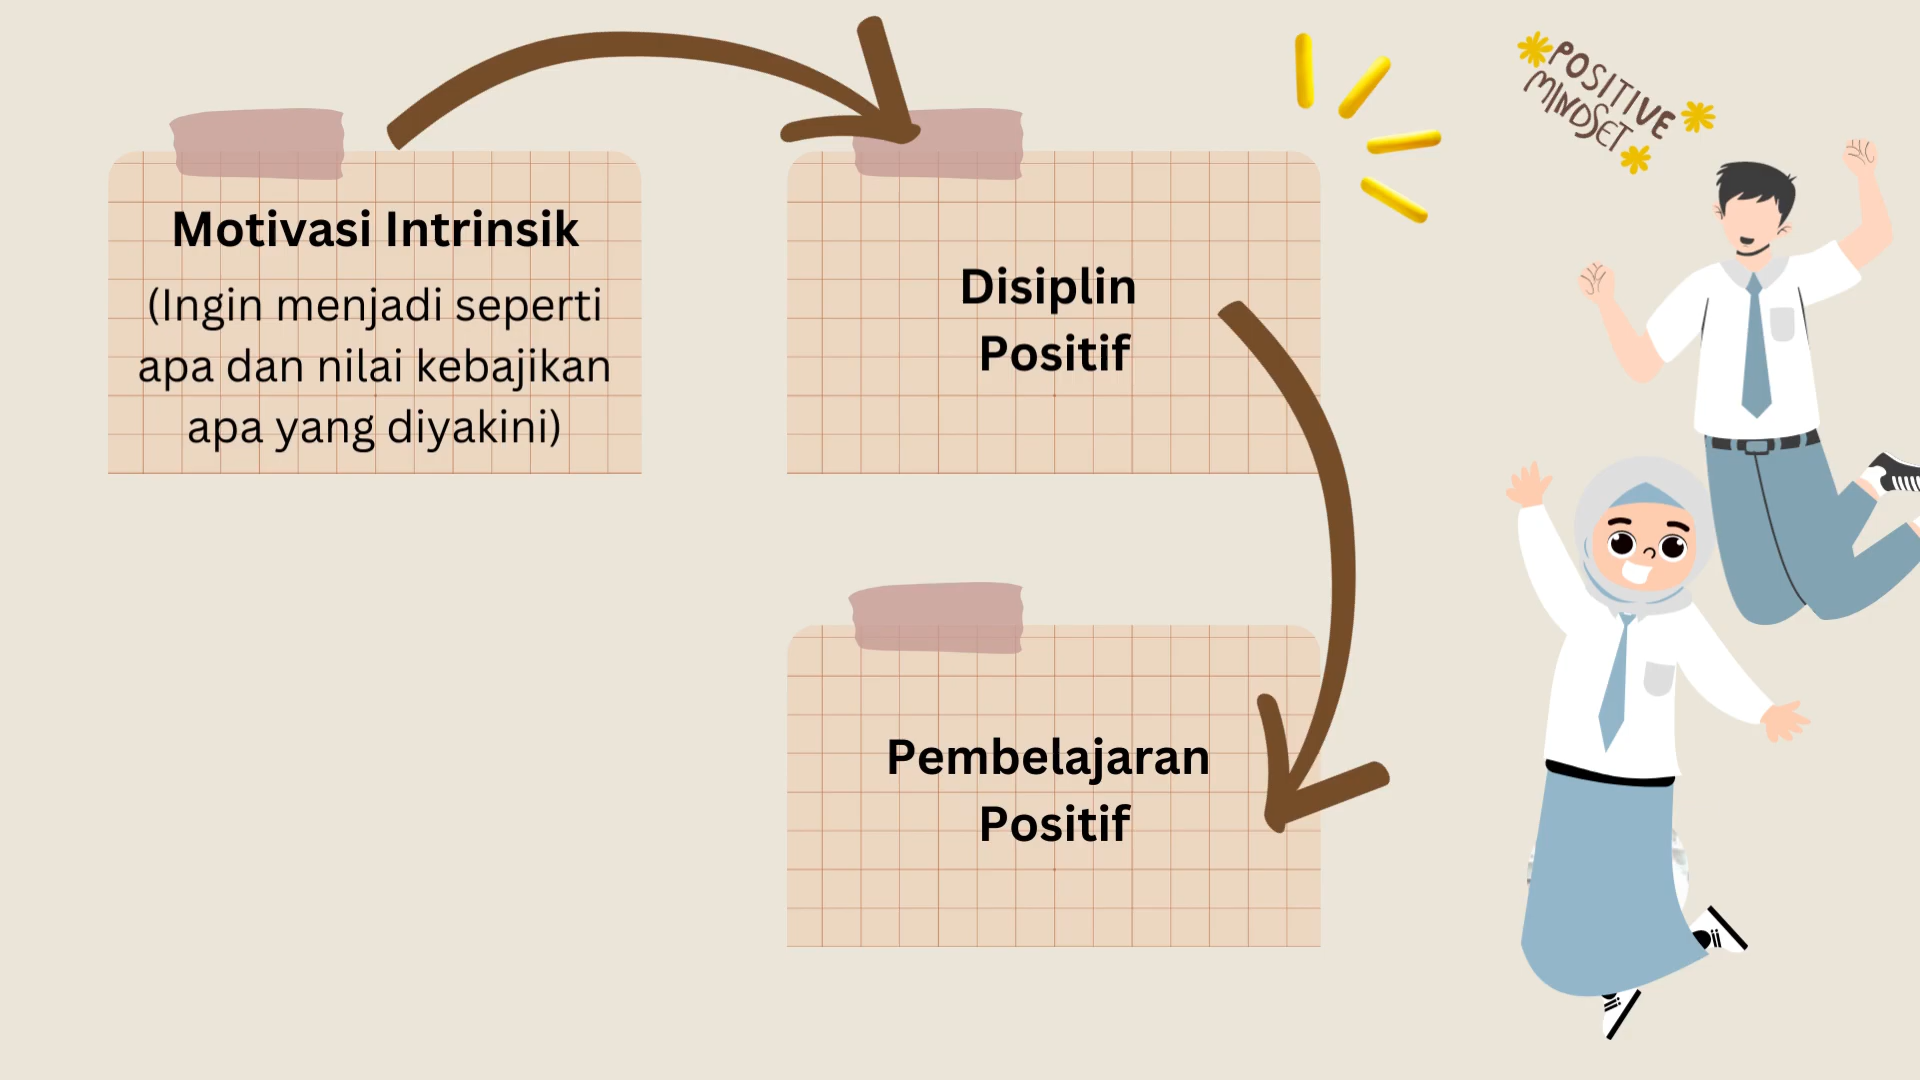 Motivasi Intrinsik
(Ingin menjadi seperti
apa dan nilai kebajikan
apa yang diyakini)
Disiplin
Positif
Pembelajaran
Positif
POSITIVE
MINDSET